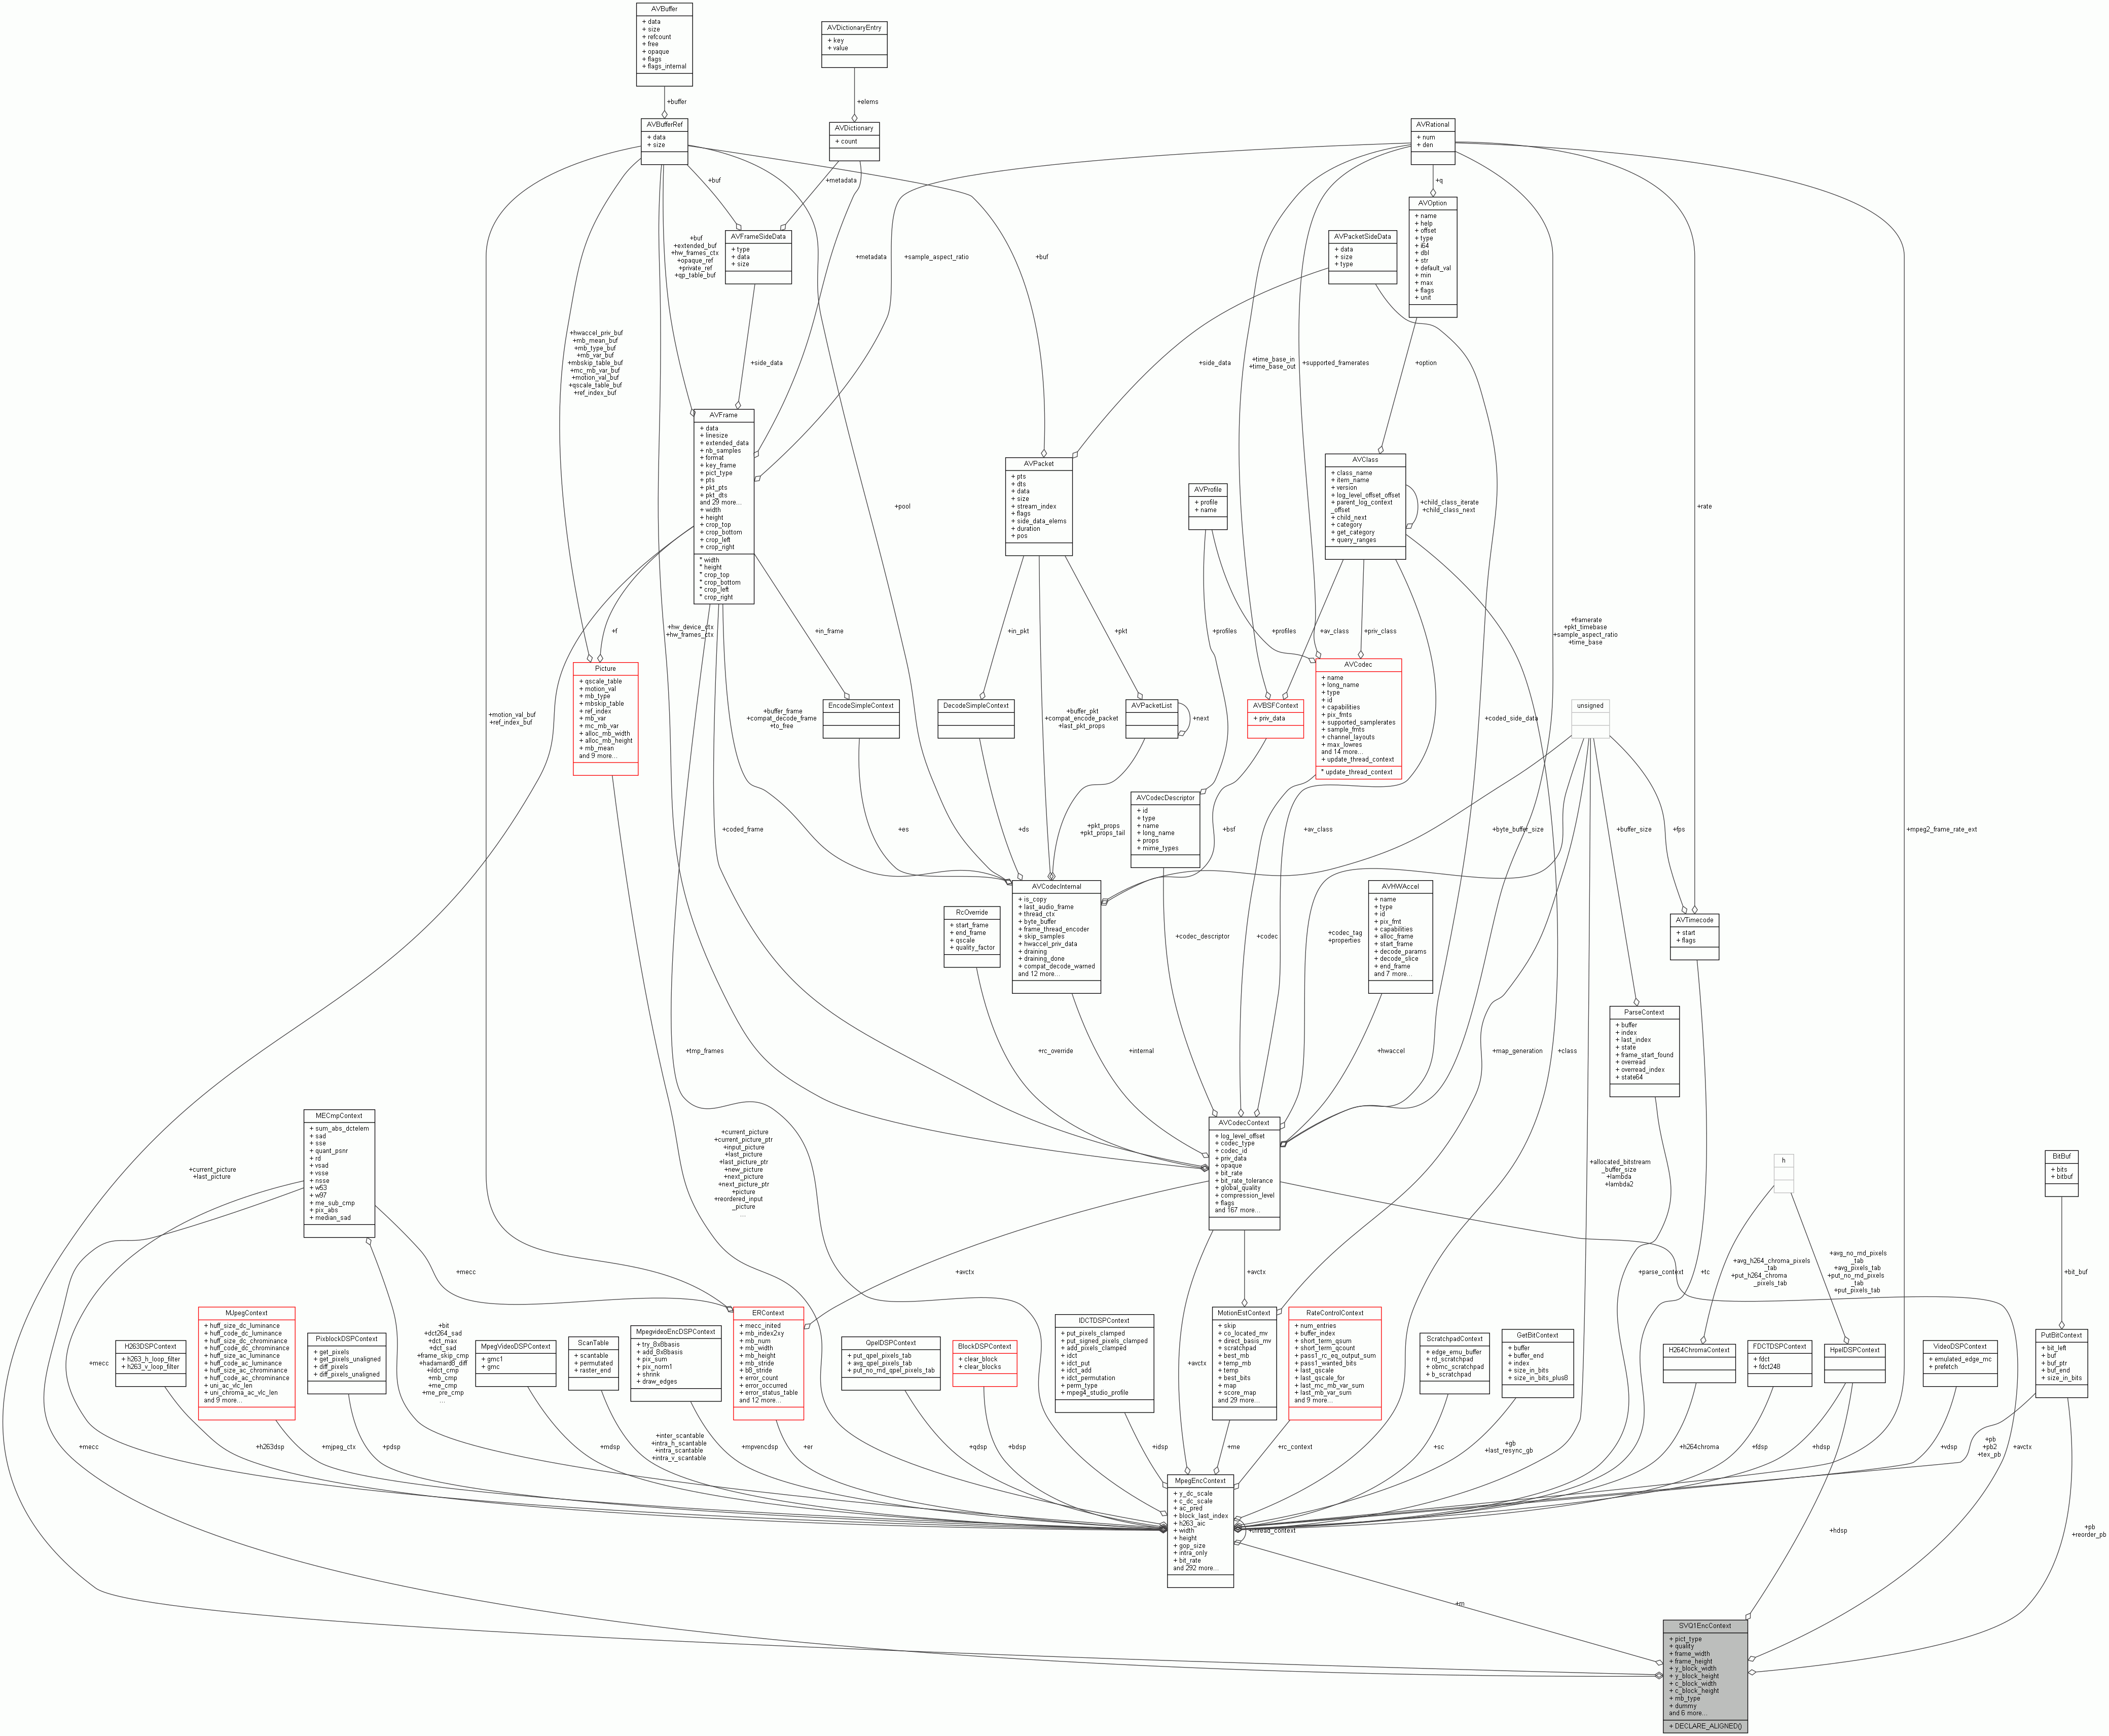 AVBuffer
+ data
+ size
+ refcount
+ free
+ opaque
+ flags
+ flags_internal
AVDictionaryEntry
+ key
+ value
+buffer
+elems
AVBufferRef
+ data
+ size
AVDictionary
+ count
AVRational
+ num
+ den
+buf
+metadata
+q
AVOption
+ name
+ help
+ offset
+ type
+ i64
+ dbl
+ str
+ default_val
+ min
+ max
+ flags
+ unit
AVFrameSideData
+ type
+ data
+ size
AVPacketSideData
+ data
+ size
+ type
+buf
+extended_buf
+hw_frames_ctx
+opaque_ref
+private_ref
+qp_table_buf
+metadata
+sample_aspect_ratio
+buf
+hwaccel_priv_buf
+mb_mean_buf
+mb_type_buf
+mb_var_buf
+mbskip_table_buf
+mc_mb_var_buf
+motion_val_buf
+qscale_table_buf
+ref_index_buf
+side_data
+side_data
+time_base_in
+time_base_out
+supported_framerates
+option
AVFrame
+ data
+ linesize
+ extended_data
+ nb_samples
+ format
+ key_frame
+ pict_type
+ pts
+ pkt_pts
+ pkt_dts
and 29 more...
+ width
+ height
+ crop_top
+ crop_bottom
+ crop_left
+ crop_right
* width
* height
* crop_top
* crop_bottom
* crop_left
* crop_right
+pool
AVPacket
+ pts
+ dts
+ data
+ size
+ stream_index
+ flags
+ side_data_elems
+ duration
+ pos
AVProfile
+ profile
+ name
AVClass
+ class_name
+ item_name
+ version
+ log_level_offset_offset
+ parent_log_context
_offset
+ child_next
+ category
+ get_category
+ query_ranges
+child_class_iterate
+child_class_next
+rate
+f
+hw_device_ctx
+hw_frames_ctx
+in_frame
+in_pkt
+pkt
+profiles
+profiles
+av_class
+priv_class
+framerate
+pkt_timebase
+sample_aspect_ratio
+time_base
Picture
+ qscale_table
+ motion_val
+ mb_type
+ mbskip_table
+ ref_index
+ mb_var
+ mc_mb_var
+ alloc_mb_width
+ alloc_mb_height
+ mb_mean
and 9 more...
+motion_val_buf
+ref_index_buf
+buffer_frame
+compat_decode_frame
+to_free
EncodeSimpleContext
DecodeSimpleContext
+buffer_pkt
+compat_encode_packet
+last_pkt_props
AVPacketList
+next
AVBSFContext
+ priv_data
AVCodec
+ name
+ long_name
+ type
+ id
+ capabilities
+ pix_fmts
+ supported_samplerates
+ sample_fmts
+ channel_layouts
+ max_lowres
and 14 more...
+ update_thread_context
* update_thread_context
+coded_side_data
unsigned
+coded_frame
+es
+ds
+pkt_props
+pkt_props_tail
AVCodecDescriptor
+ id
+ type
+ name
+ long_name
+ props
+ mime_types
+bsf
+av_class
+byte_buffer_size
+buffer_size
+fps
+mpeg2_frame_rate_ext
AVCodecInternal
+ is_copy
+ last_audio_frame
+ thread_ctx
+ byte_buffer
+ frame_thread_encoder
+ skip_samples
+ hwaccel_priv_data
+ draining
+ draining_done
+ compat_decode_warned
and 12 more...
RcOverride
+ start_frame
+ end_frame
+ qscale
+ quality_factor
+codec_descriptor
+codec
+codec_tag
+properties
AVHWAccel
+ name
+ type
+ id
+ pix_fmt
+ capabilities
+ alloc_frame
+ start_frame
+ decode_params
+ decode_slice
+ end_frame
and 7 more...
AVTimecode
+ start
+ flags
ParseContext
+ buffer
+ index
+ last_index
+ state
+ frame_start_found
+ overread
+ overread_index
+ state64
+tmp_frames
+rc_override
+internal
+hwaccel
+map_generation
+class
MECmpContext
+ sum_abs_dctelem
+ sad
+ sse
+ quant_psnr
+ rd
+ vsad
+ vsse
+ nsse
+ w53
+ w97
+ me_sub_cmp
+ pix_abs
+ median_sad
+current_picture
+last_picture
+current_picture
+current_picture_ptr
+input_picture
+last_picture
+last_picture_ptr
+new_picture
+next_picture
+next_picture_ptr
+picture
+reordered_input
_picture
...
AVCodecContext
+ log_level_offset
+ codec_type
+ codec_id
+ priv_data
+ opaque
+ bit_rate
+ bit_rate_tolerance
+ global_quality
+ compression_level
+ flags
and 167 more...
+allocated_bitstream
_buffer_size
+lambda
+lambda2
h
BitBuf
+ bits
+ bitbuf
+mecc
+avctx
+avctx
+parse_context
+tc
+avg_h264_chroma_pixels
_tab
+put_h264_chroma
_pixels_tab
+avg_no_rnd_pixels
_tab
+avg_pixels_tab
+put_no_rnd_pixels
_tab
+put_pixels_tab
+bit_buf
H263DSPContext
+ h263_h_loop_filter
+ h263_v_loop_filter
MJpegContext
+ huff_size_dc_luminance
+ huff_code_dc_luminance
+ huff_size_dc_chrominance
+ huff_code_dc_chrominance
+ huff_size_ac_luminance
+ huff_code_ac_luminance
+ huff_size_ac_chrominance
+ huff_code_ac_chrominance
+ uni_ac_vlc_len
+ uni_chroma_ac_vlc_len
and 9 more...
PixblockDSPContext
+ get_pixels
+ get_pixels_unaligned
+ diff_pixels
+ diff_pixels_unaligned
+bit
+dct264_sad
+dct_max
+dct_sad
+frame_skip_cmp
+hadamard8_diff
+ildct_cmp
+mb_cmp
+me_cmp
+me_pre_cmp
...
MpegVideoDSPContext
+ gmc1
+ gmc
ScanTable
+ scantable
+ permutated
+ raster_end
MpegvideoEncDSPContext
+ try_8x8basis
+ add_8x8basis
+ pix_sum
+ pix_norm1
+ shrink
+ draw_edges
ERContext
+ mecc_inited
+ mb_index2xy
+ mb_num
+ mb_width
+ mb_height
+ mb_stride
+ b8_stride
+ error_count
+ error_occurred
+ error_status_table
and 12 more...
QpelDSPContext
+ put_qpel_pixels_tab
+ avg_qpel_pixels_tab
+ put_no_rnd_qpel_pixels_tab
BlockDSPContext
+ clear_block
+ clear_blocks
IDCTDSPContext
+ put_pixels_clamped
+ put_signed_pixels_clamped
+ add_pixels_clamped
+ idct
+ idct_put
+ idct_add
+ idct_permutation
+ perm_type
+ mpeg4_studio_profile
+avctx
MotionEstContext
+ skip
+ co_located_mv
+ direct_basis_mv
+ scratchpad
+ best_mb
+ temp_mb
+ temp
+ best_bits
+ map
+ score_map
and 29 more...
RateControlContext
+ num_entries
+ buffer_index
+ short_term_qsum
+ short_term_qcount
+ pass1_rc_eq_output_sum
+ pass1_wanted_bits
+ last_qscale
+ last_qscale_for
+ last_mc_mb_var_sum
+ last_mb_var_sum
and 9 more...
ScratchpadContext
+ edge_emu_buffer
+ rd_scratchpad
+ obmc_scratchpad
+ b_scratchpad
GetBitContext
+ buffer
+ buffer_end
+ index
+ size_in_bits
+ size_in_bits_plus8
H264ChromaContext
FDCTDSPContext
+ fdct
+ fdct248
HpelDSPContext
VideoDSPContext
+ emulated_edge_mc
+ prefetch
PutBitContext
+ bit_left
+ buf
+ buf_ptr
+ buf_end
+ size_in_bits
+mecc
+mecc
+h263dsp
+mjpeg_ctx
+pdsp
+mdsp
+inter_scantable
+intra_h_scantable
+intra_scantable
+intra_v_scantable
+mpvencdsp
+er
+qdsp
+bdsp
+idsp
+me
+rc_context
+sc
+gb
+last_resync_gb
+h264chroma
+fdsp
+hdsp
+vdsp
+pb
+pb2
+tex_pb
+avctx
MpegEncContext
+ y_dc_scale
+ c_dc_scale
+ ac_pred
+ block_last_index
+ h263_aic
+ width
+ height
+ gop_size
+ intra_only
+ bit_rate
and 292 more...
+thread_context
+hdsp
+pb
+reorder_pb
+m
SVQ1EncContext
+ pict_type
+ quality
+ frame_width
+ frame_height
+ y_block_width
+ y_block_height
+ c_block_width
+ c_block_height
+ mb_type
+ dummy
and 6 more...
+ DECLARE_ALIGNED()